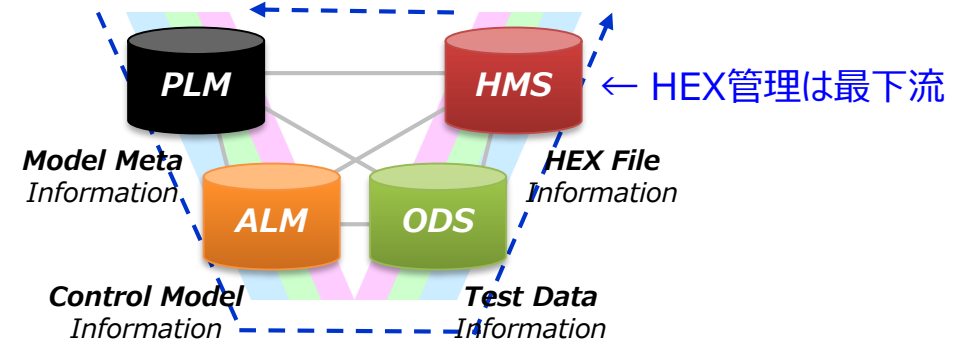 PLM
HMS
← HEX管理は最下流
Model Meta
Information
HEX File
Information
ALM
ODS
Control Model
Information
Test Data
Information